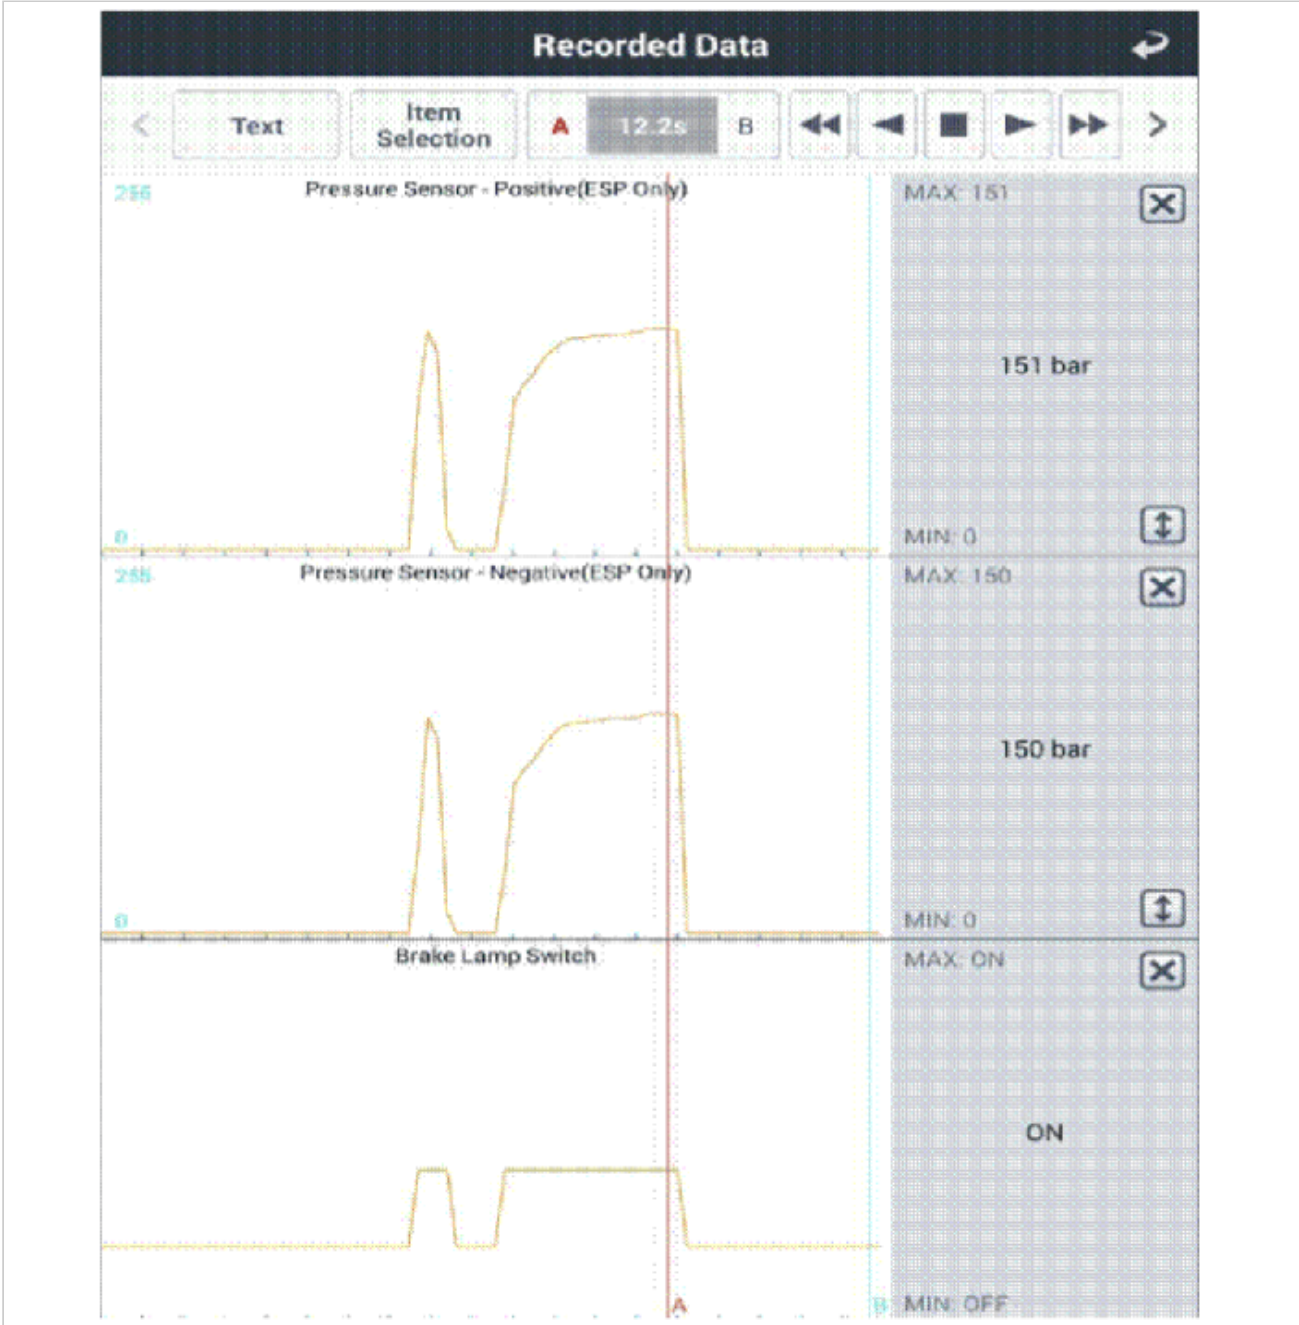 Recorded Data
Text
Item
Selection
A
12.2s
B
Pressure Sensor - Positive(ESP Only)
MAX: 151
151 bar
0
MIN: 0
Pressure Sensor - Negative(ESP Only)
255
MAX: 150
150 bar
0
MIN: 0
Brake Lamp Switch
MAX: ON
ON
A
B
MIN: OFF